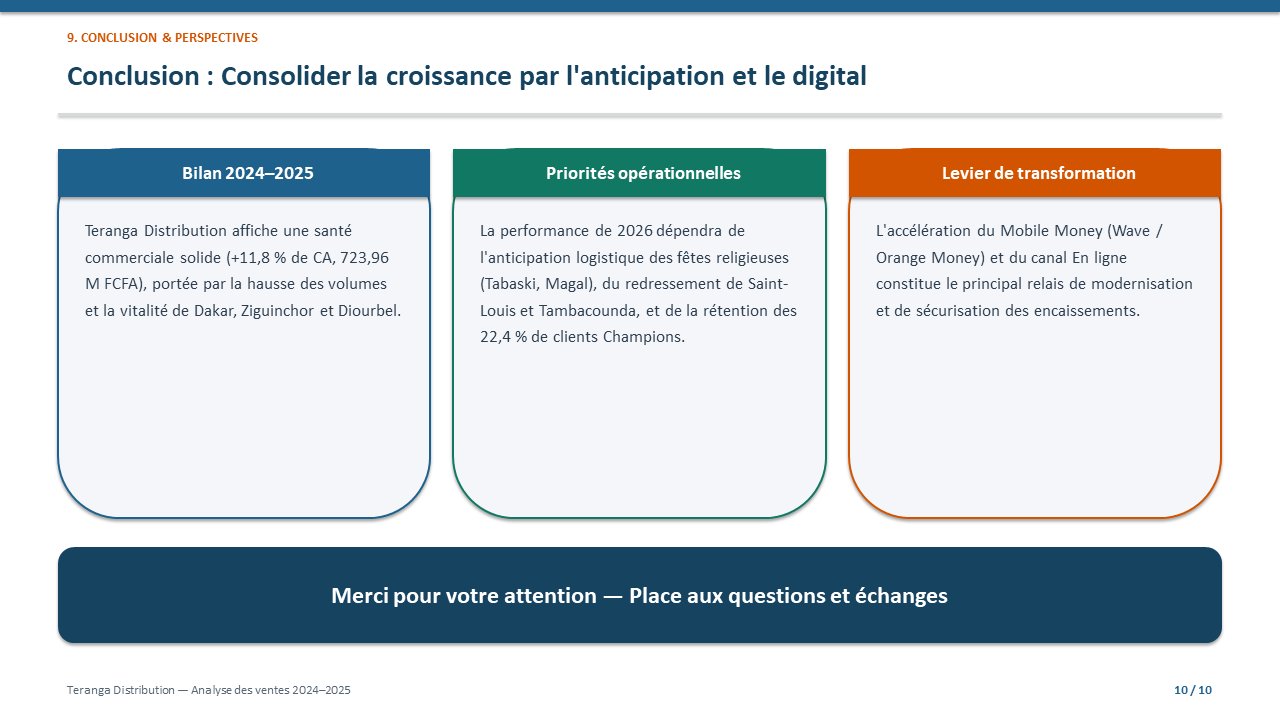 9. CONCLUSION & PERSPECTIVES
Conclusion : Consolider la croissance par l'anticipation et le digital
Bilan 2024–2025
Teranga Distribution affiche une santé
commerciale solide (+11,8 % de CA, 723,96
M FCFA), portée par la hausse des volumes
et la vitalité de Dakar, Ziguinchor et Diourbel.
Priorités opérationnelles
La performance de 2026 dépendra de
l'anticipation logistique des fêtes religieuses
(Tabaski, Magal), du redressement de Saint-
Louis et Tambacounda, et de la rétention des
22,4 % de clients Champions.
Levier de transformation
L'accélération du Mobile Money (Wave /
Orange Money) et du canal En ligne
constitue le principal relais de modernisation
et de sécurisation des encaissements.
Merci pour votre attention — Place aux questions et échanges
Teranga Distribution — Analyse des ventes 2024–2025
10 / 10